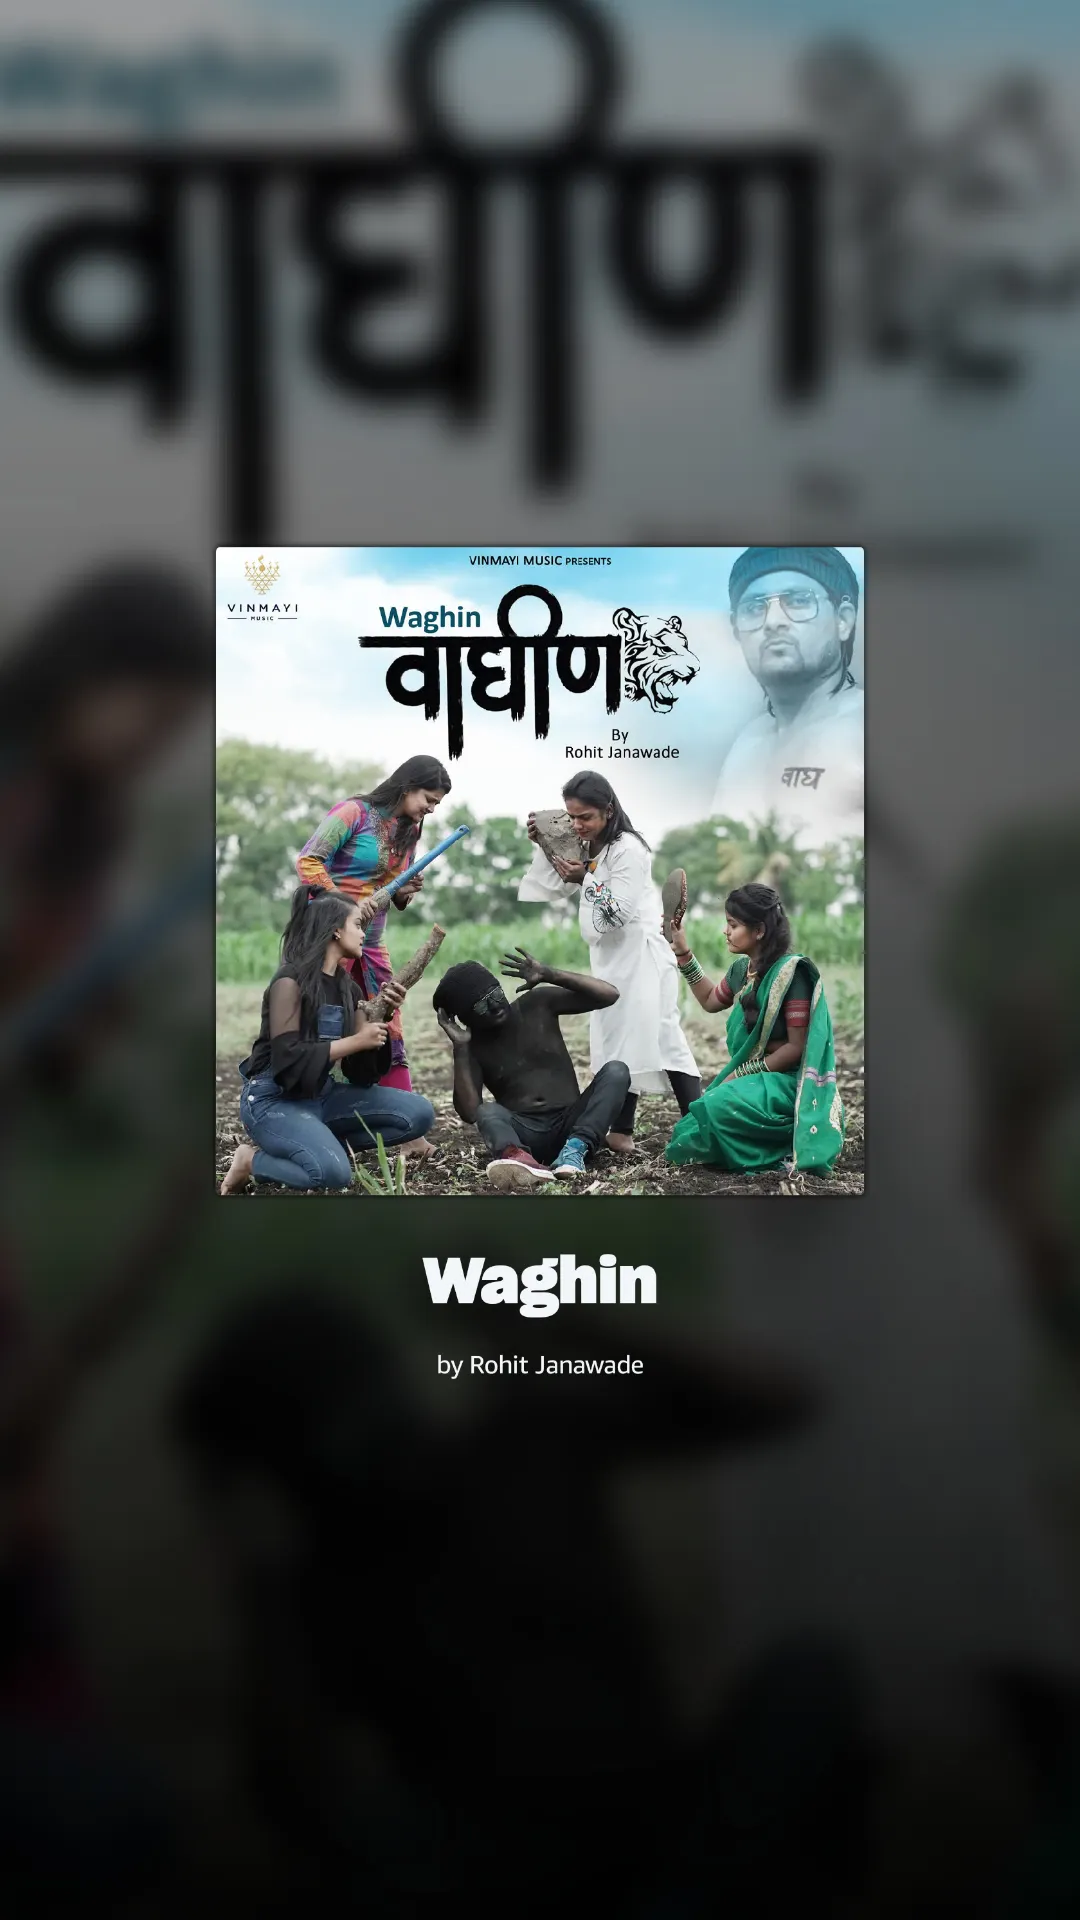 VINMAYI MUSIC PRESENTS
VINMAYI
MUSIC
Waghin
वाघीण
By
Rohit Janawade
वाघ
Waghin
by Rohit Janawade